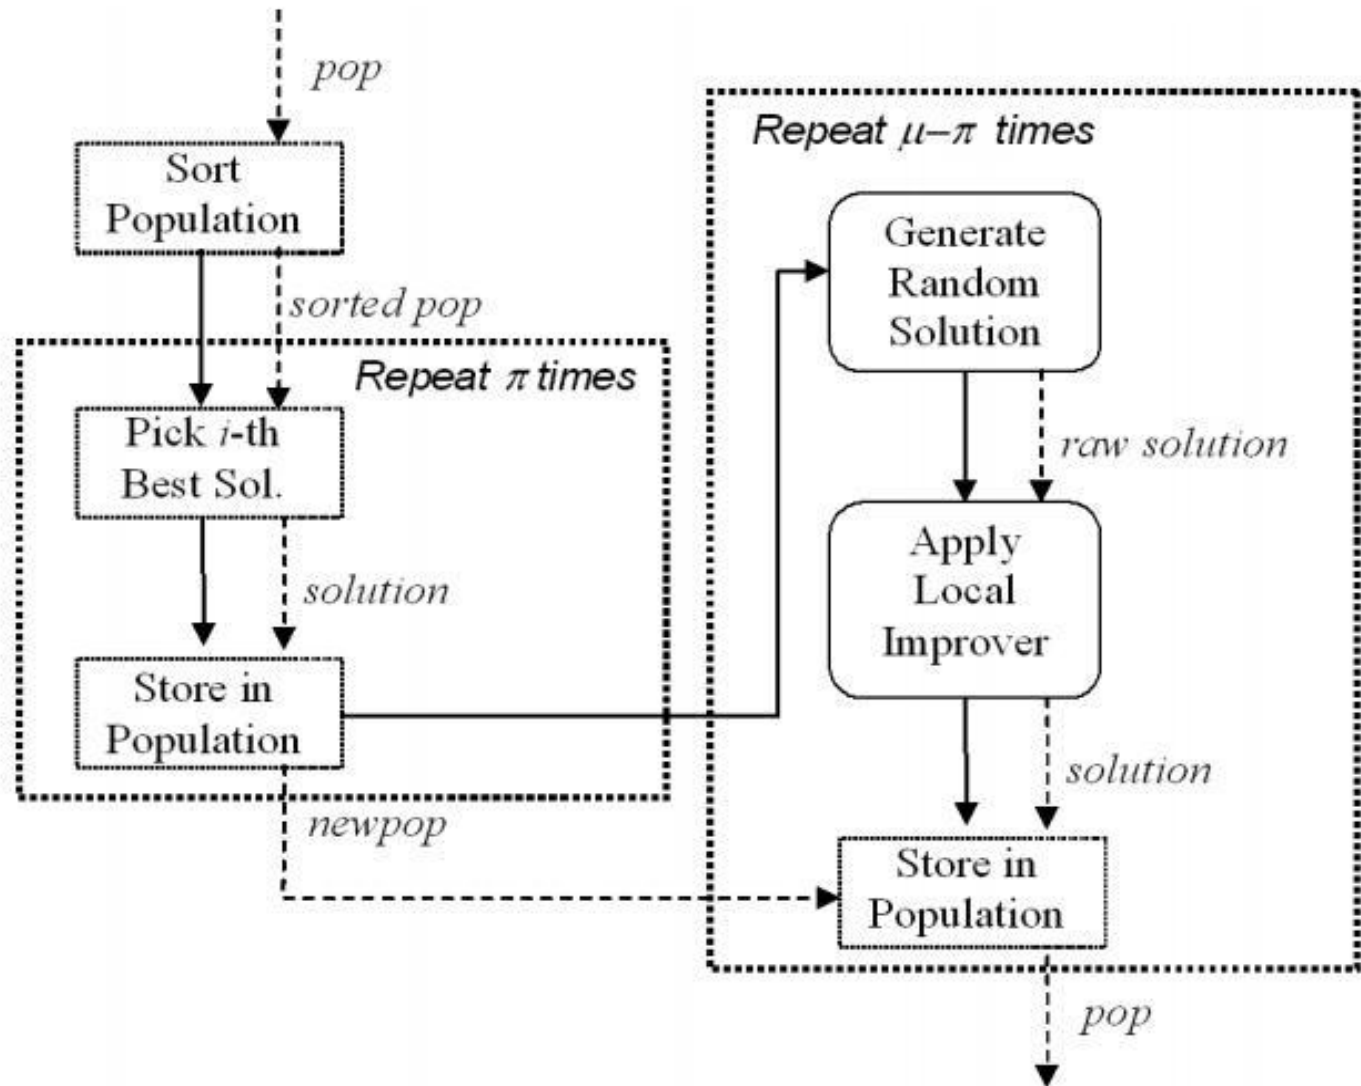 pop
Sort
Population
sorted pop
Repeat π times
Pick i-th
Best Sol.
solution
Store in
Population
newpop
Repeat μ–π times
Generate
Random
Solution
raw solution
Apply
Local
Improver
solution
Store in
Population
pop